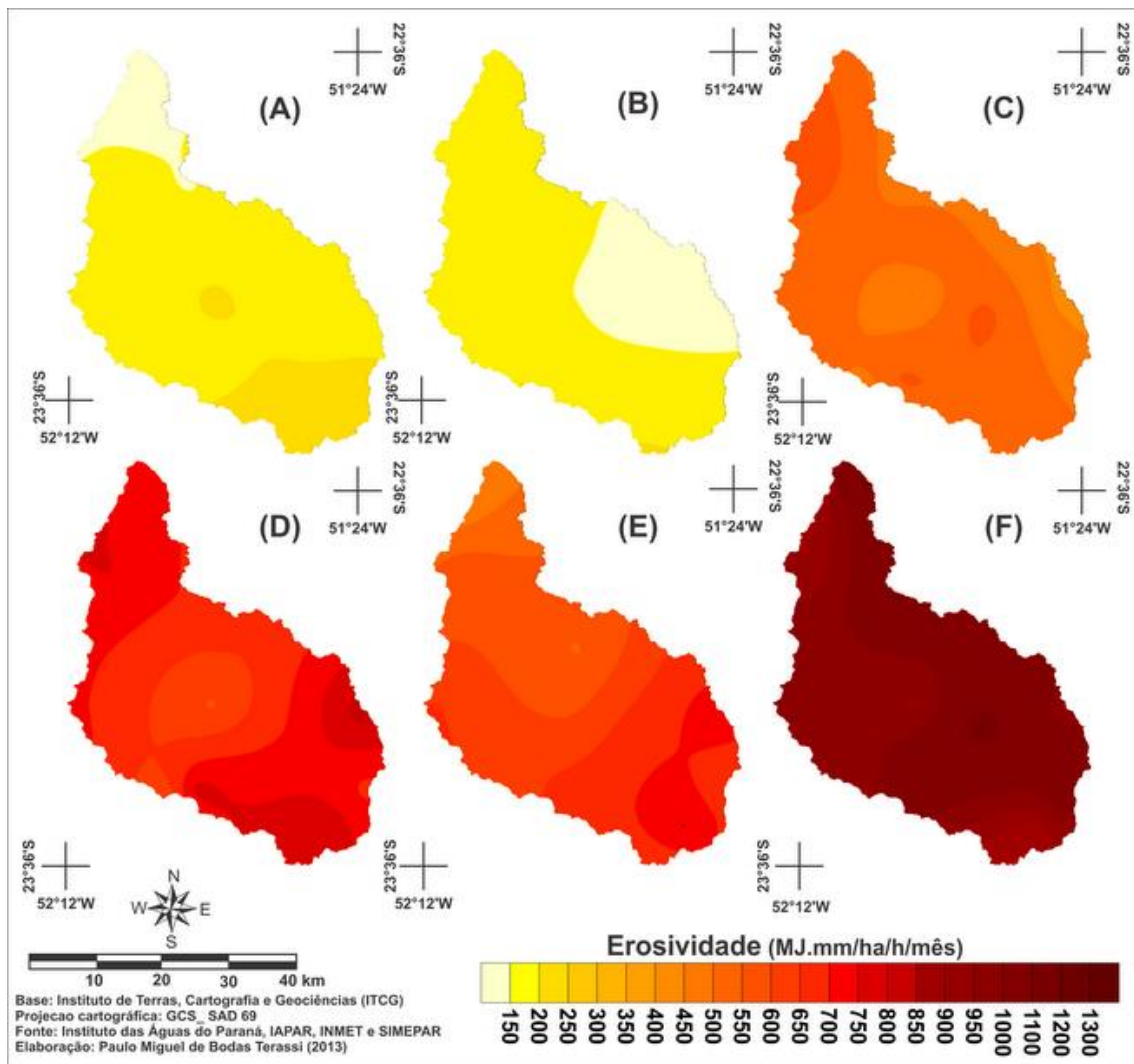 22°36'S
51°24'W
(A)
23°36'S
52°12'W
22°36'S
51°24'W
(B)
23°36'S
52°12'W
22°36'S
51°24'W
(C)
23°36'S
52°12'W
22°36'S
51°24'W
(D)
23°36'S
52°12'W
22°36'S
51°24'W
(E)
23°36'S
52°12'W
22°36'S
51°24'W
(F)
23°36'S
52°12'W
N
W E
S
10 20 30 40 km
Base: Instituto de Terras, Cartografia e Geociências (ITCG)
Projecao cartográfica: GCS_ SAD 69
Fonte: Instituto das Águas do Paraná, IAPAR, INMET e SIMEPAR
Elaboração: Paulo Miguel de Bodas Terassi (2013)
Erosividade (MJ.mm/ha/h/mês)
150 200 250 300 400 450 500 550 600 650 700 750 800 850 900 950 1000 1100 1200 1300